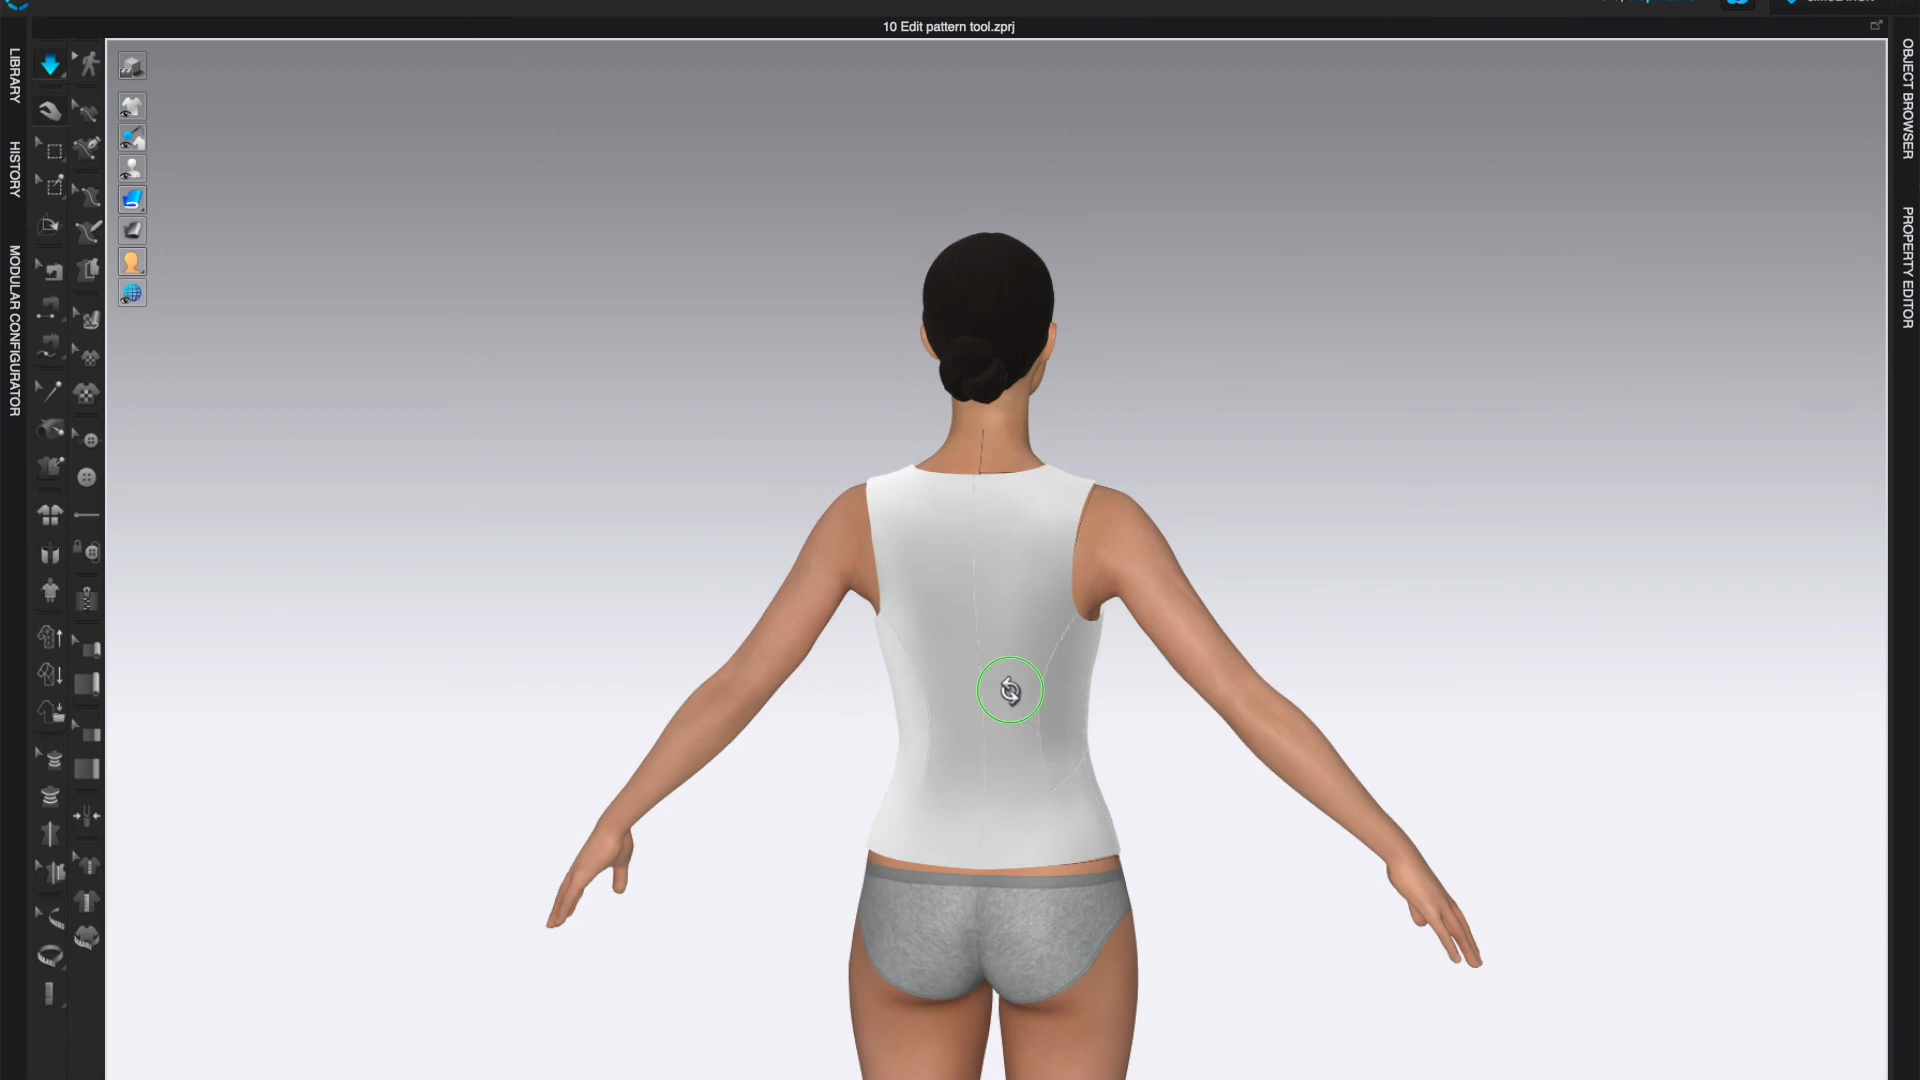 10 Edit pattern tool.zprj
LIBRARY
HISTORY
MODULAR CONFIGURATOR
OBJECT BROWSER
PROPERTY EDITOR